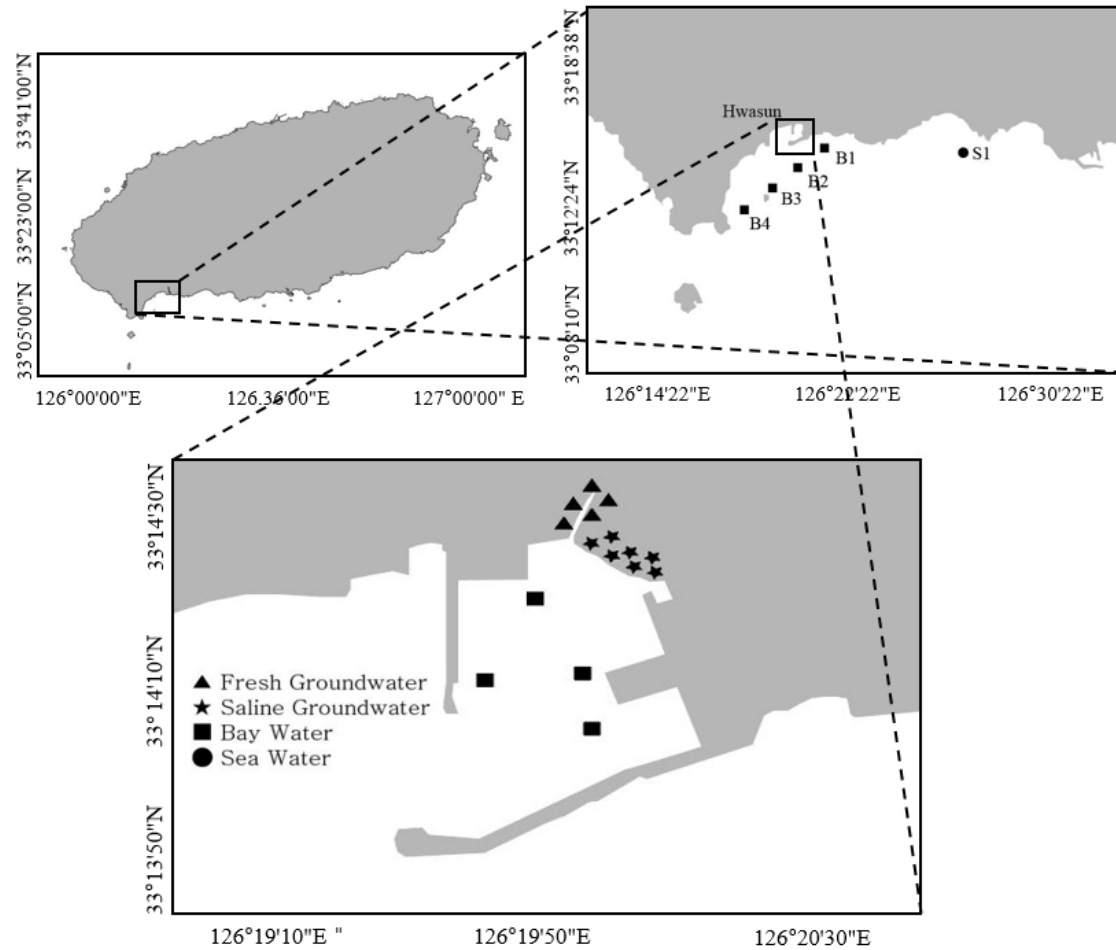 33°41'00"N
33°23'00"N
33°05'00"N
126°00'00"E
126.36'00"E
127°00'00" E
33°18'38"N
33°12'24"N
33°08'10"N
Hwasun
B1
B2
B3
B4
S1
126°14'22"E
126°22'22"E
126°30'22"E
33°14'30"N
33°14'10"N
33°13'50"N
Fresh Groundwater
Saline Groundwater
Bay Water
Sea Water
126°19'10"E "
126°19'50"E
126°20'30"E